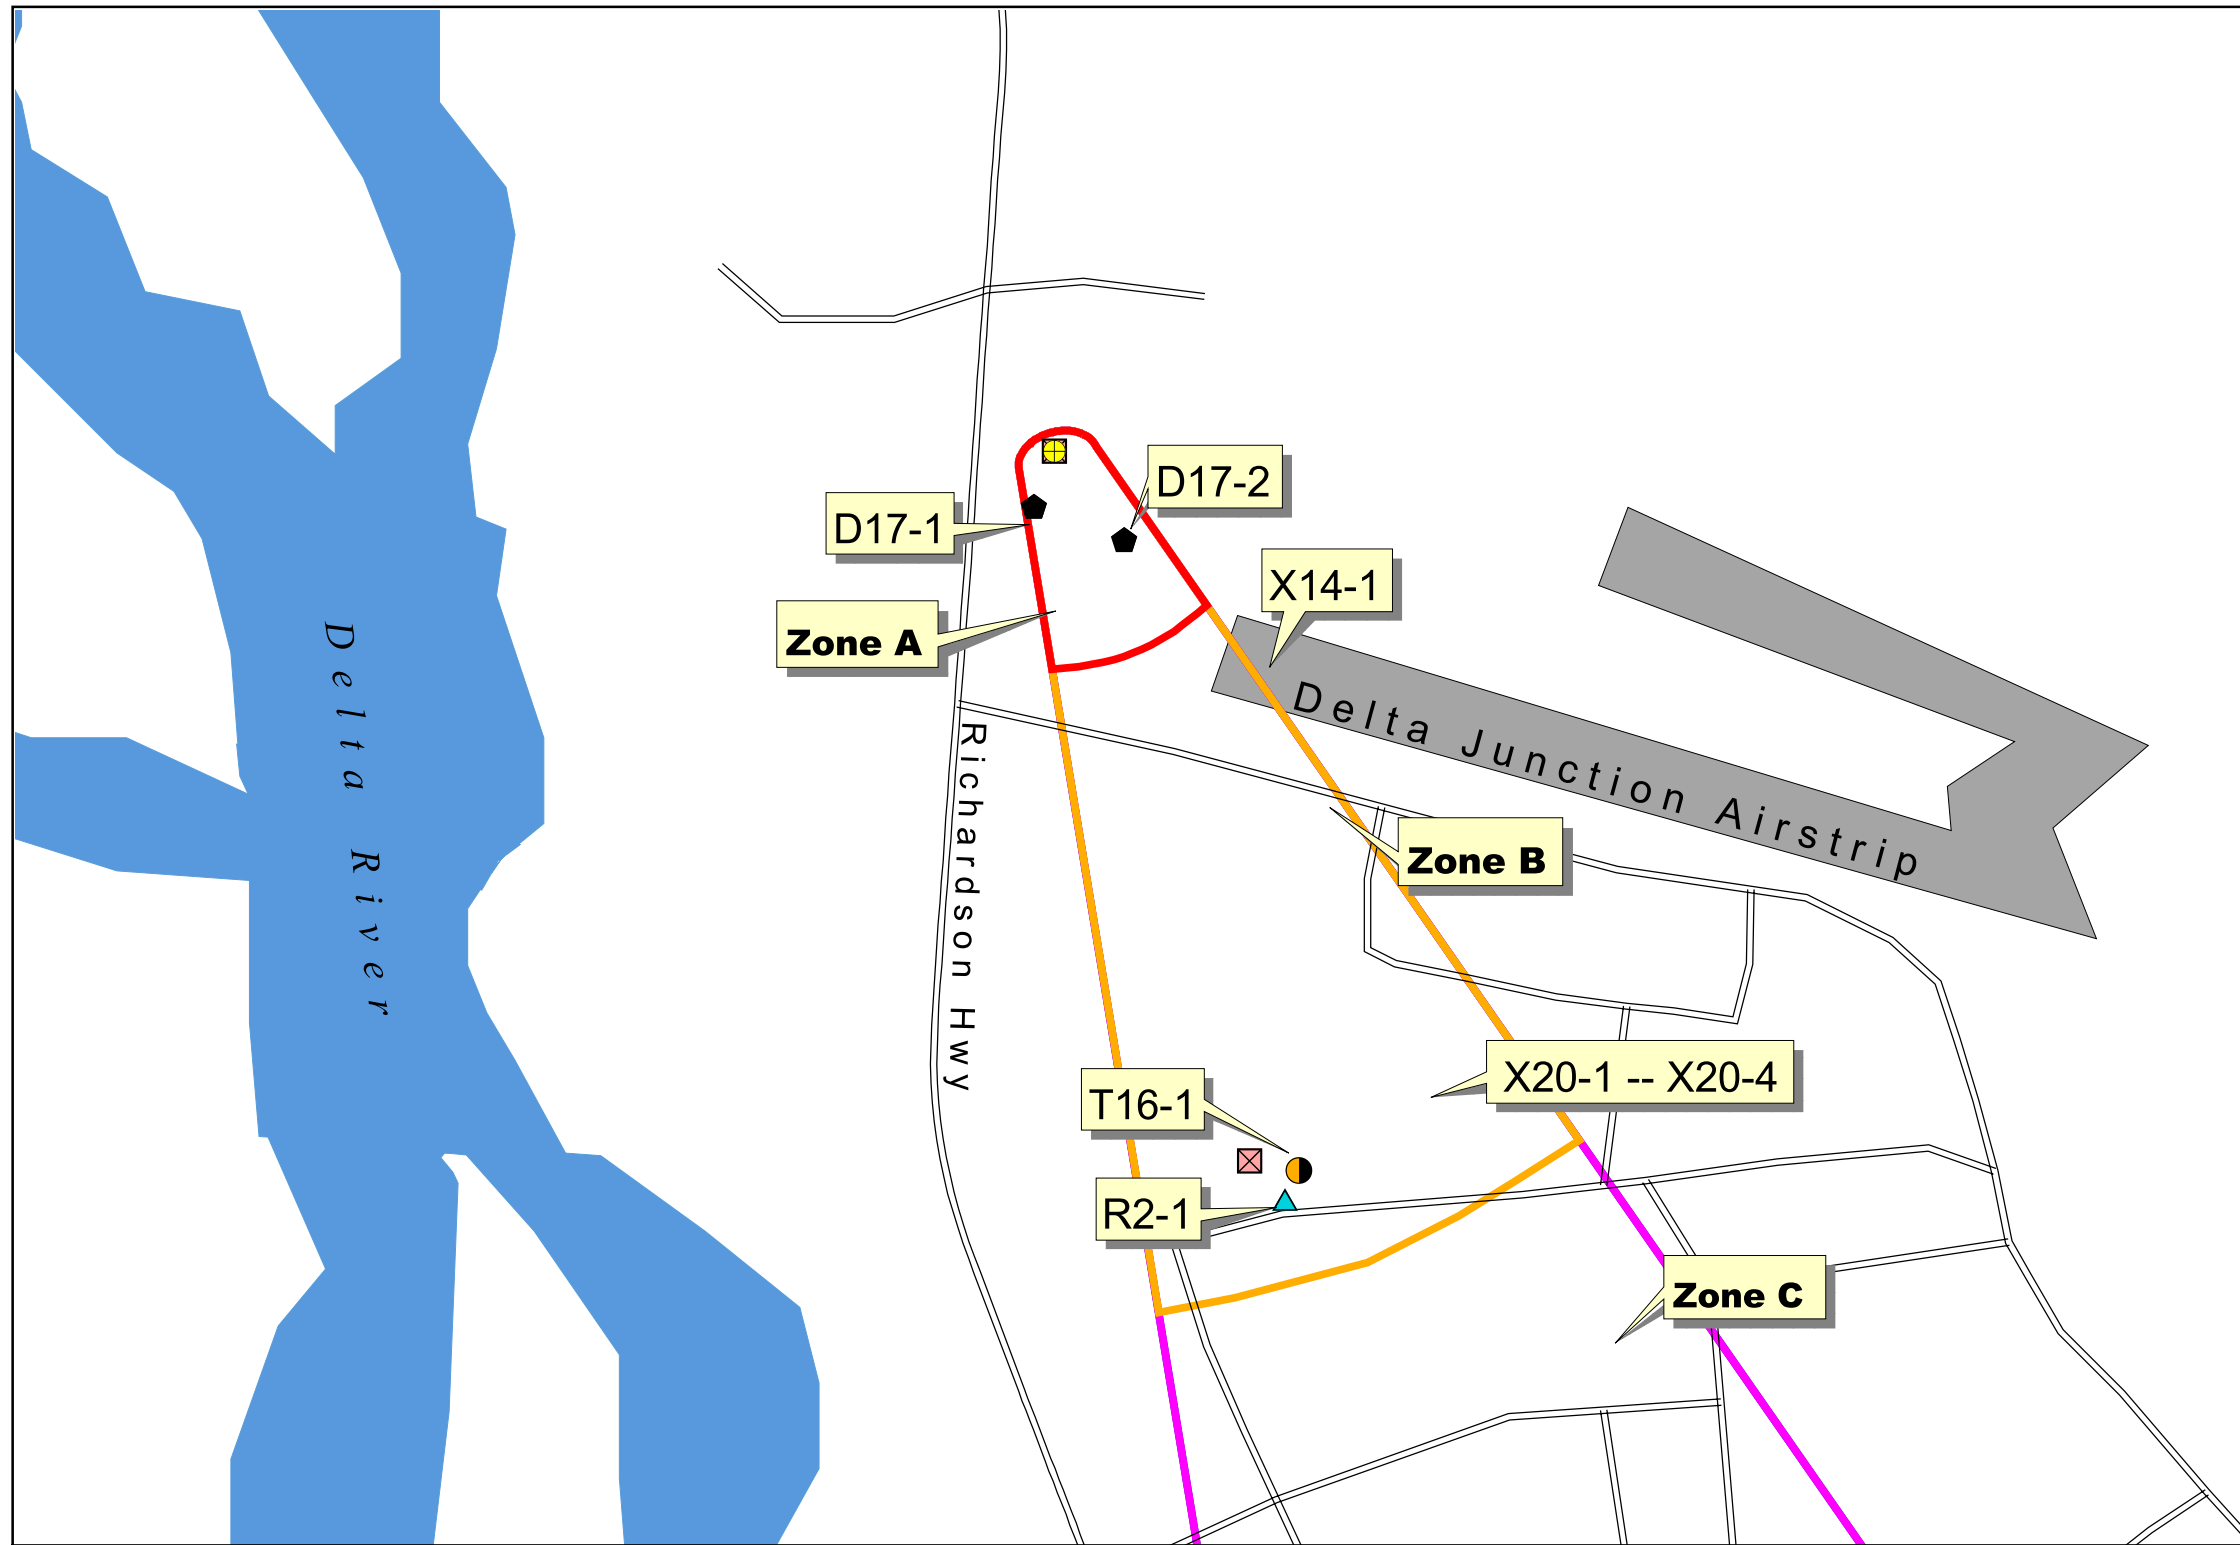 D17-2
D17-1
X14-1
Zone A
Delta River
Delta Junction Airstrip
Richardson Hwy
Zone B
X20-1 -- X20-4
T16-1
R2-1
Zone C